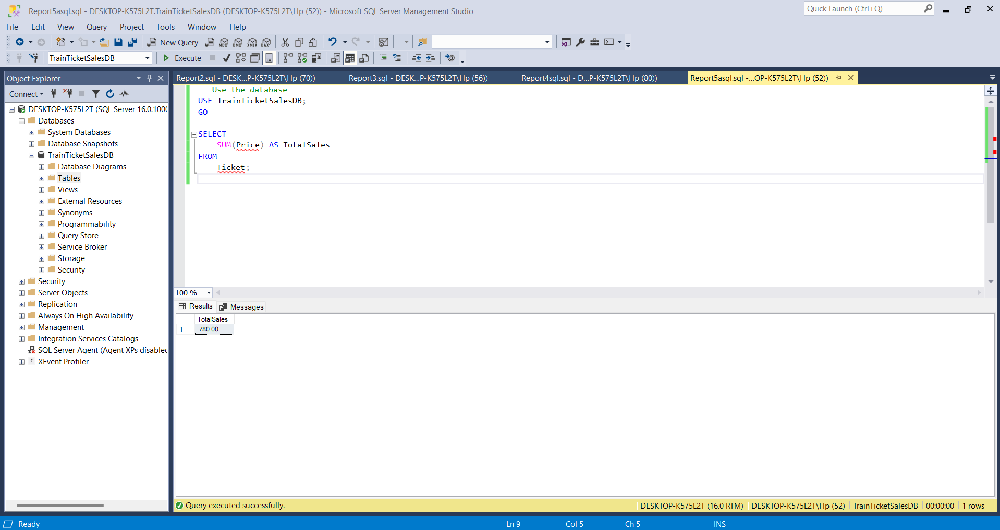 Report5asql.sql - DESKTOP-K575L2T.TrainTicketSalesDB (DESKTOP-K575L2T\Hp (52)) - Microsoft SQL Server Management Studio
Quick Launch (Ctrl+Q)
File Edit View Query Project Tools Window Help
New Query MDX DMX XMLA DAX
TrainTicketSalesDB Execute
Object Explorer
Connect
DESKTOP-K575L2T (SQL Server 16.0.1000
Databases
System Databases
Database Snapshots
TrainTicketSalesDB
Database Diagrams
Tables
Views
External Resources
Synonyms
Programmability
Query Store
Service Broker
Storage
Security
Security
Server Objects
Replication
Always On High Availability
Management
Integration Services Catalogs
SQL Server Agent (Agent XPs disabled
XEvent Profiler
Report2.sql - DESK...P-K575L2T\Hp (70))
Report3.sql - DESK...P-K575L2T\Hp (56))
Report4sql.sql - D...P-K575L2T\Hp (80))
Report5asql.sql -...OP-K575L2T\Hp (52))
-- Use the database
USE TrainTicketSalesDB;
GO
SELECT
SUM(Price) AS TotalSales
FROM
Ticket;
100 %
Results Messages
TotalSales
1 780.00
Query executed successfully.
DESKTOP-K575L2T (16.0 RTM) DESKTOP-K575L2T\Hp (52) TrainTicketSalesDB 00:00:00 1 rows
Ready Ln 9 Col 5 Ch 5 INS